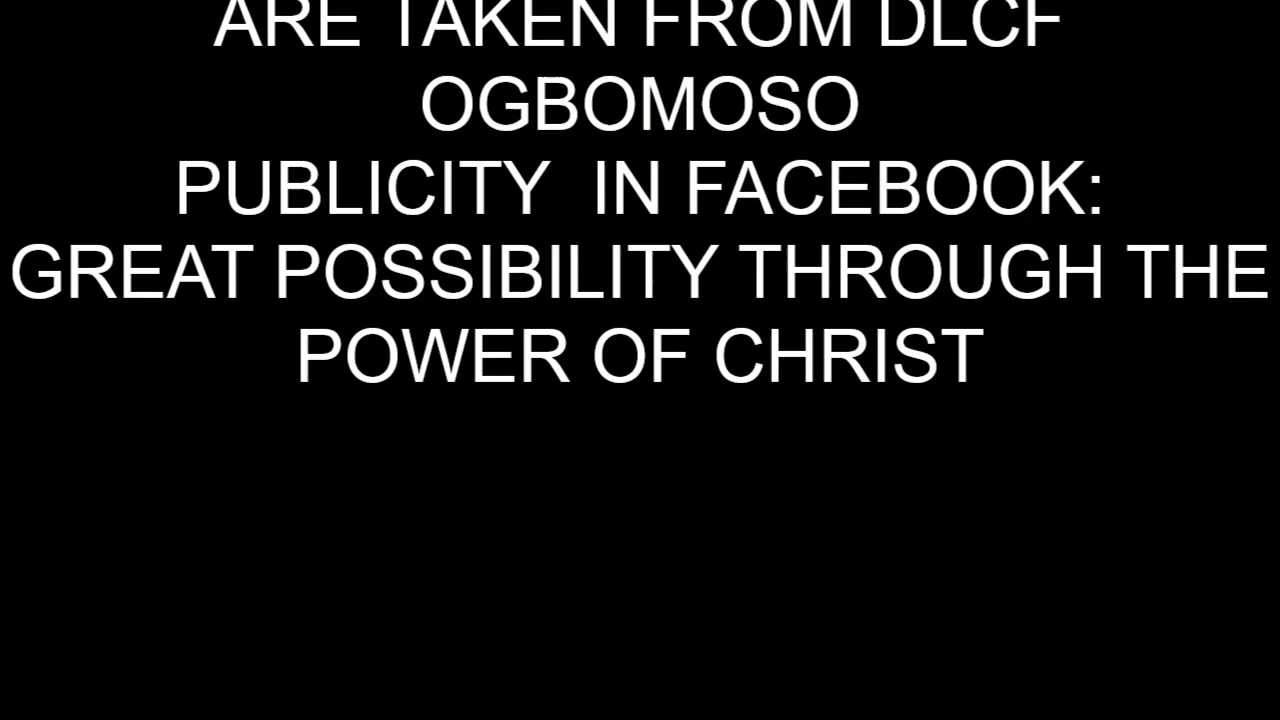 ARE TAKEN FROM DLCF
OGBOMOSO
PUBLICITY  IN FACEBOOK:
GREAT POSSIBILITY THROUGH THE
POWER OF CHRIST